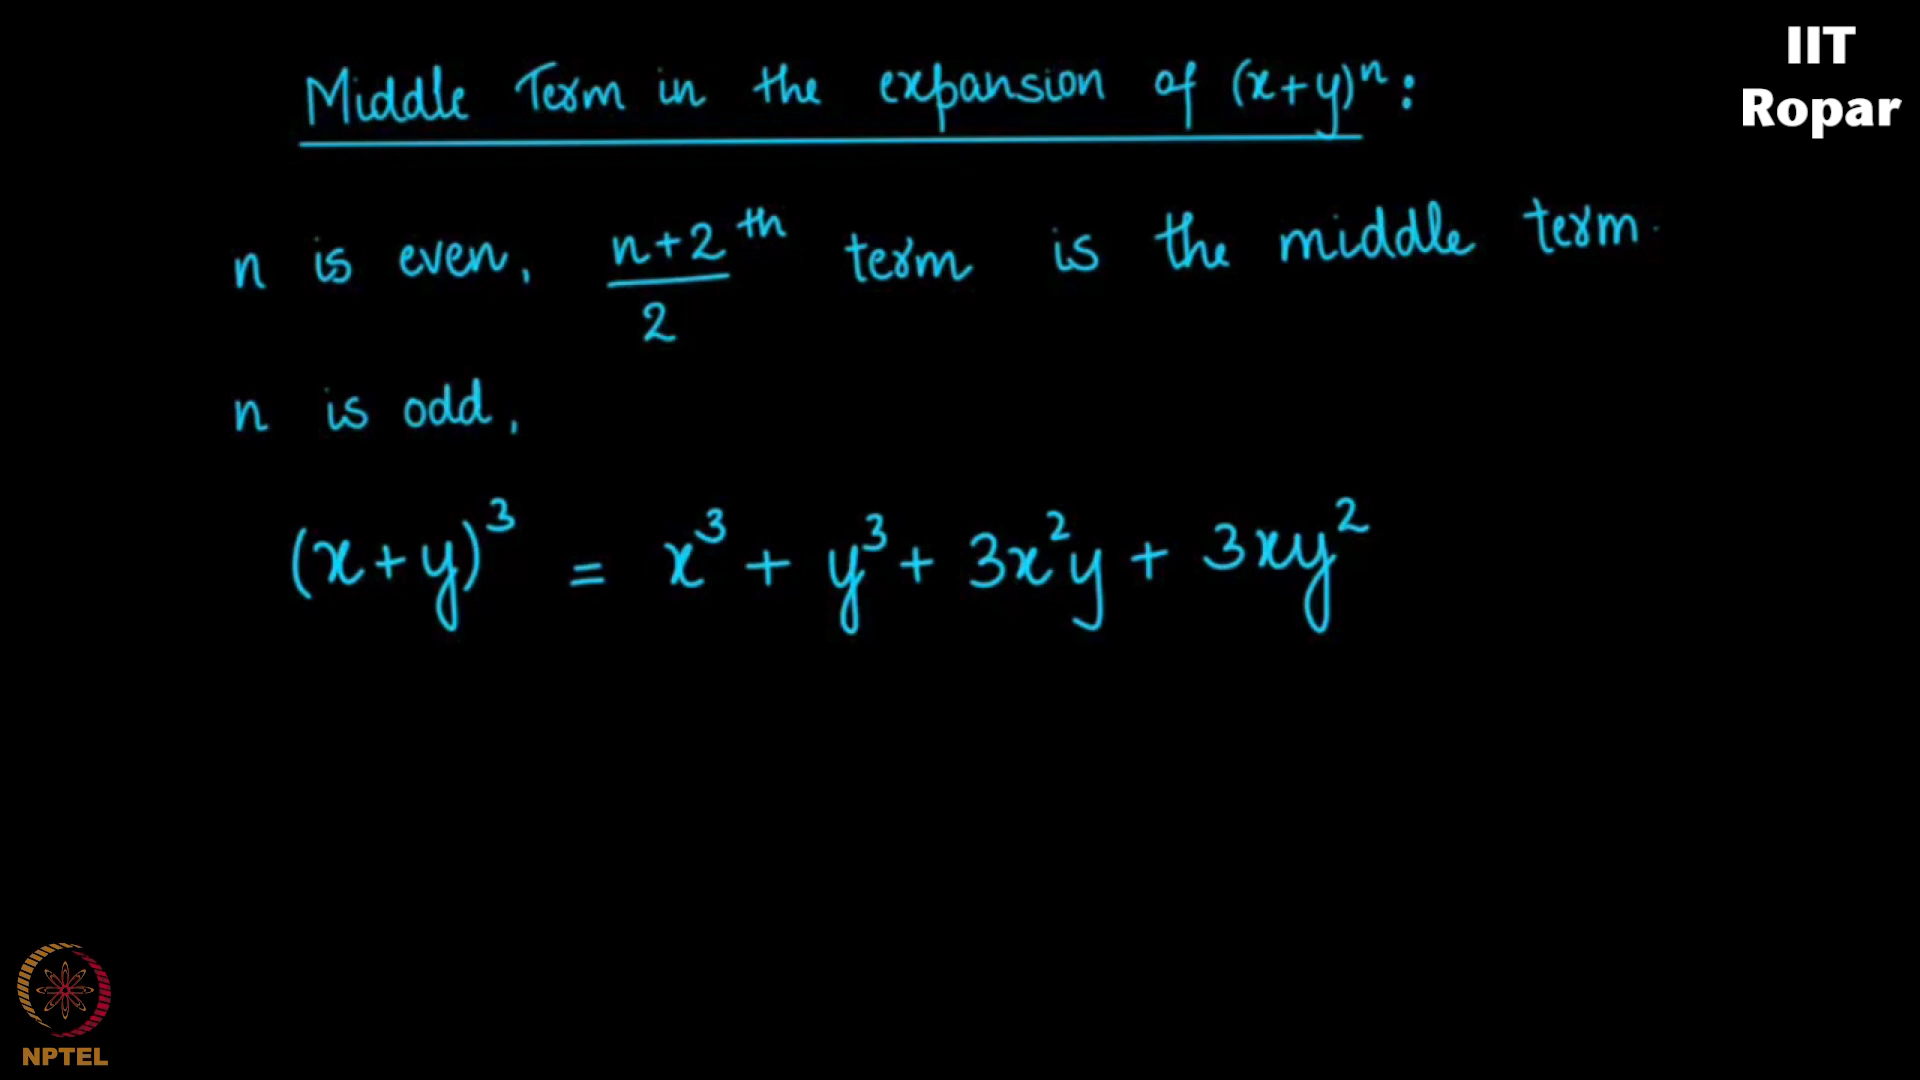 IIT
Ropar
Middle Term in the expansion of (x+y)ⁿ:
n is even, (n+2)/2 th term is the middle term.
n is odd,
(x+y)³ = x³ + y³ + 3x²y + 3xy²
NPTEL